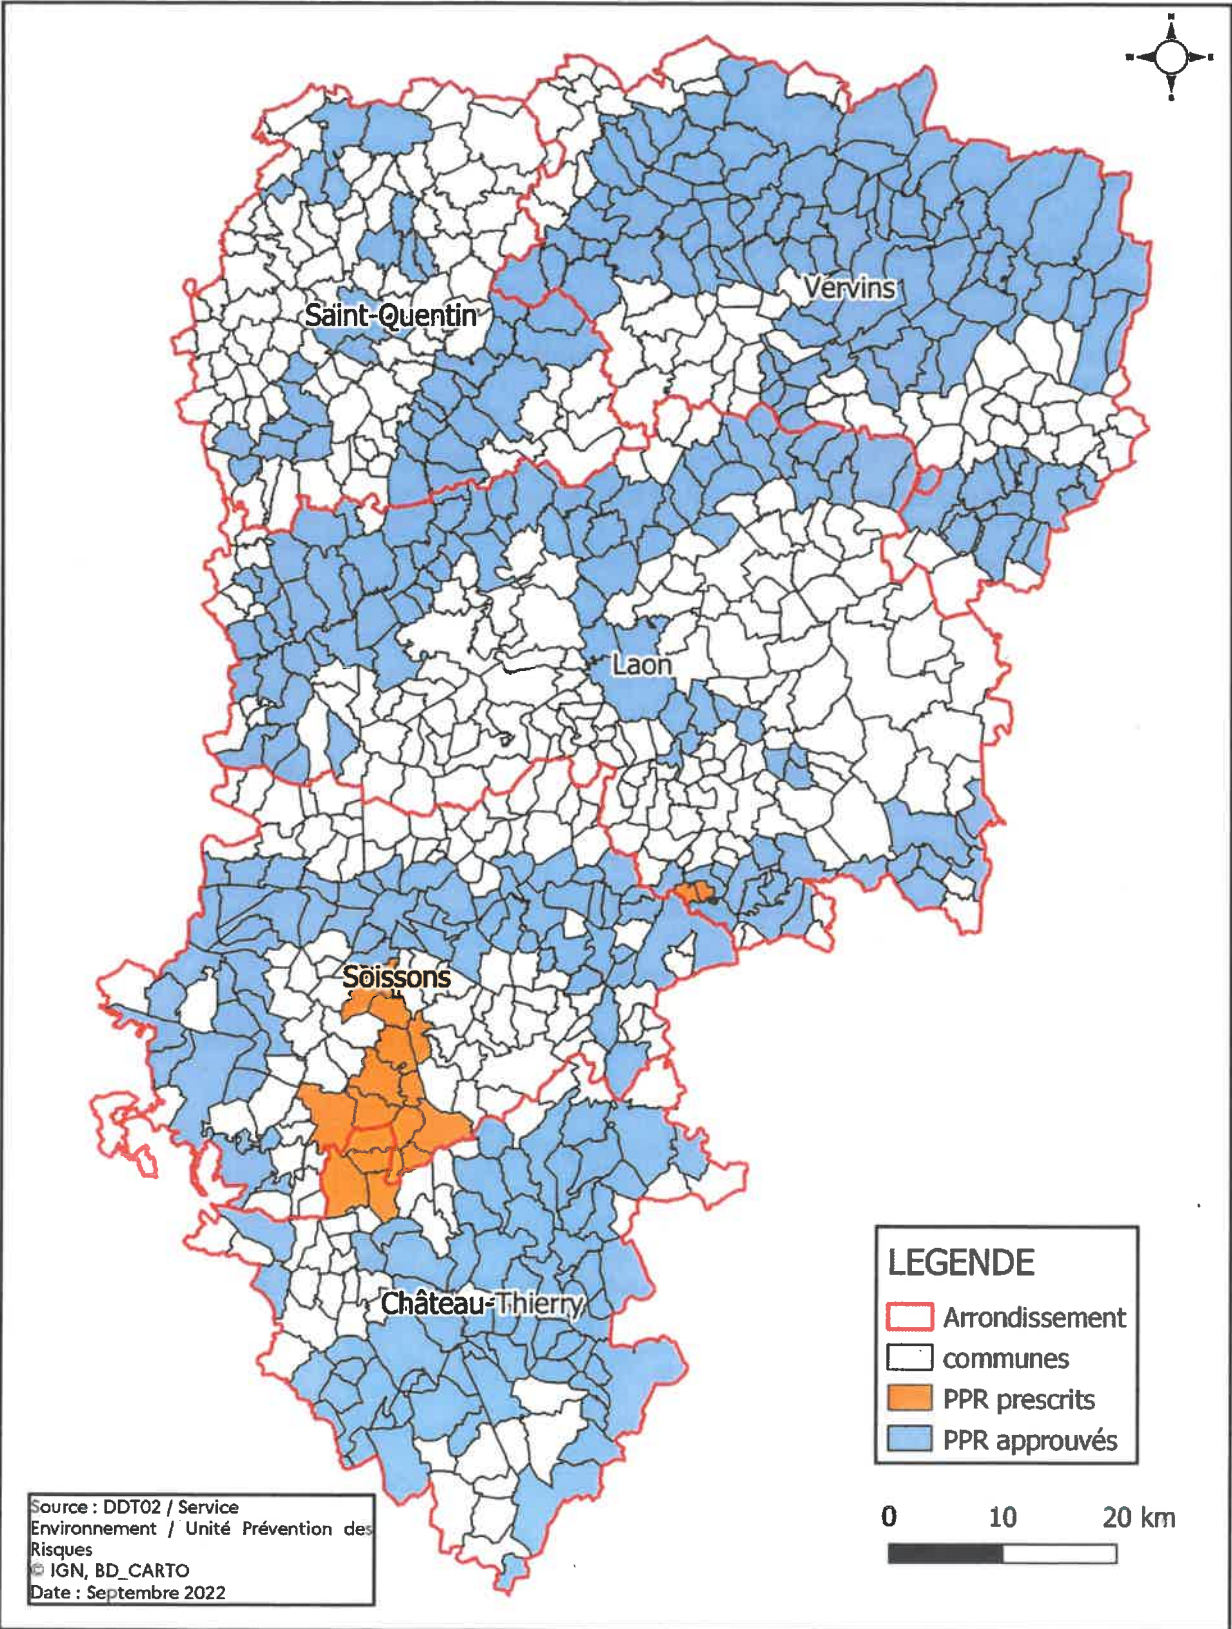 Vervins
Saint-Quentin
Laon
Soissons
Château-Thierry
LEGENDE
Arrondissement
communes
PPR prescrits
PPR approuvés
0 10 20 km
Source : DDT02 / Service
Environnement / Unité Prévention des
Risques
© IGN, BD_CARTO
Date : Septembre 2022